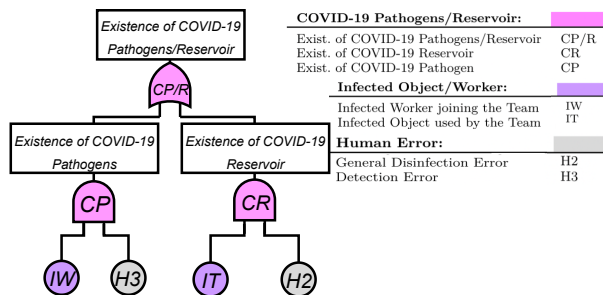 Existence of COVID-19
Pathogens/Reservoir
CP/R
Existence of COVID-19
Pathogens
Existence of COVID-19
Reservoir
CP
CR
IW
H3
IT
H2
COVID-19 Pathogens/Reservoir:
Exist. of COVID-19 Pathogens/Reservoir CP/R
Exist. of COVID-19 Reservoir CR
Exist. of COVID-19 Pathogen CP
Infected Object/Worker:
Infected Worker joining the Team IW
Infected Object used by the Team IT
Human Error:
General Disinfection Error H2
Detection Error H3